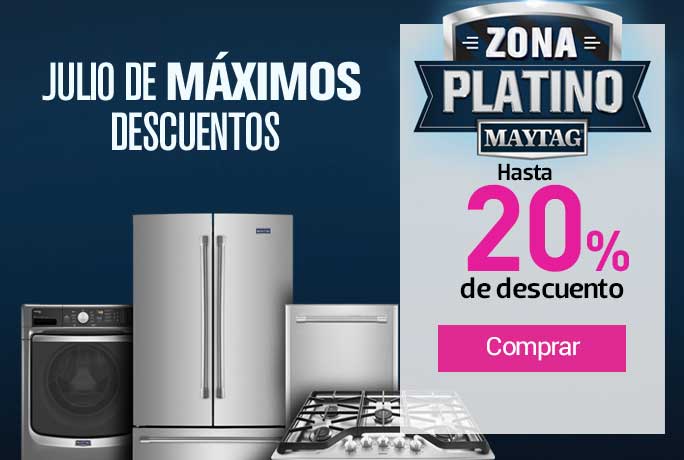 JULIO DE MÁXIMOS
DESCUENTOS
ZONA
PLATINO
MAYTAG
Hasta
20%
de descuento
Comprar